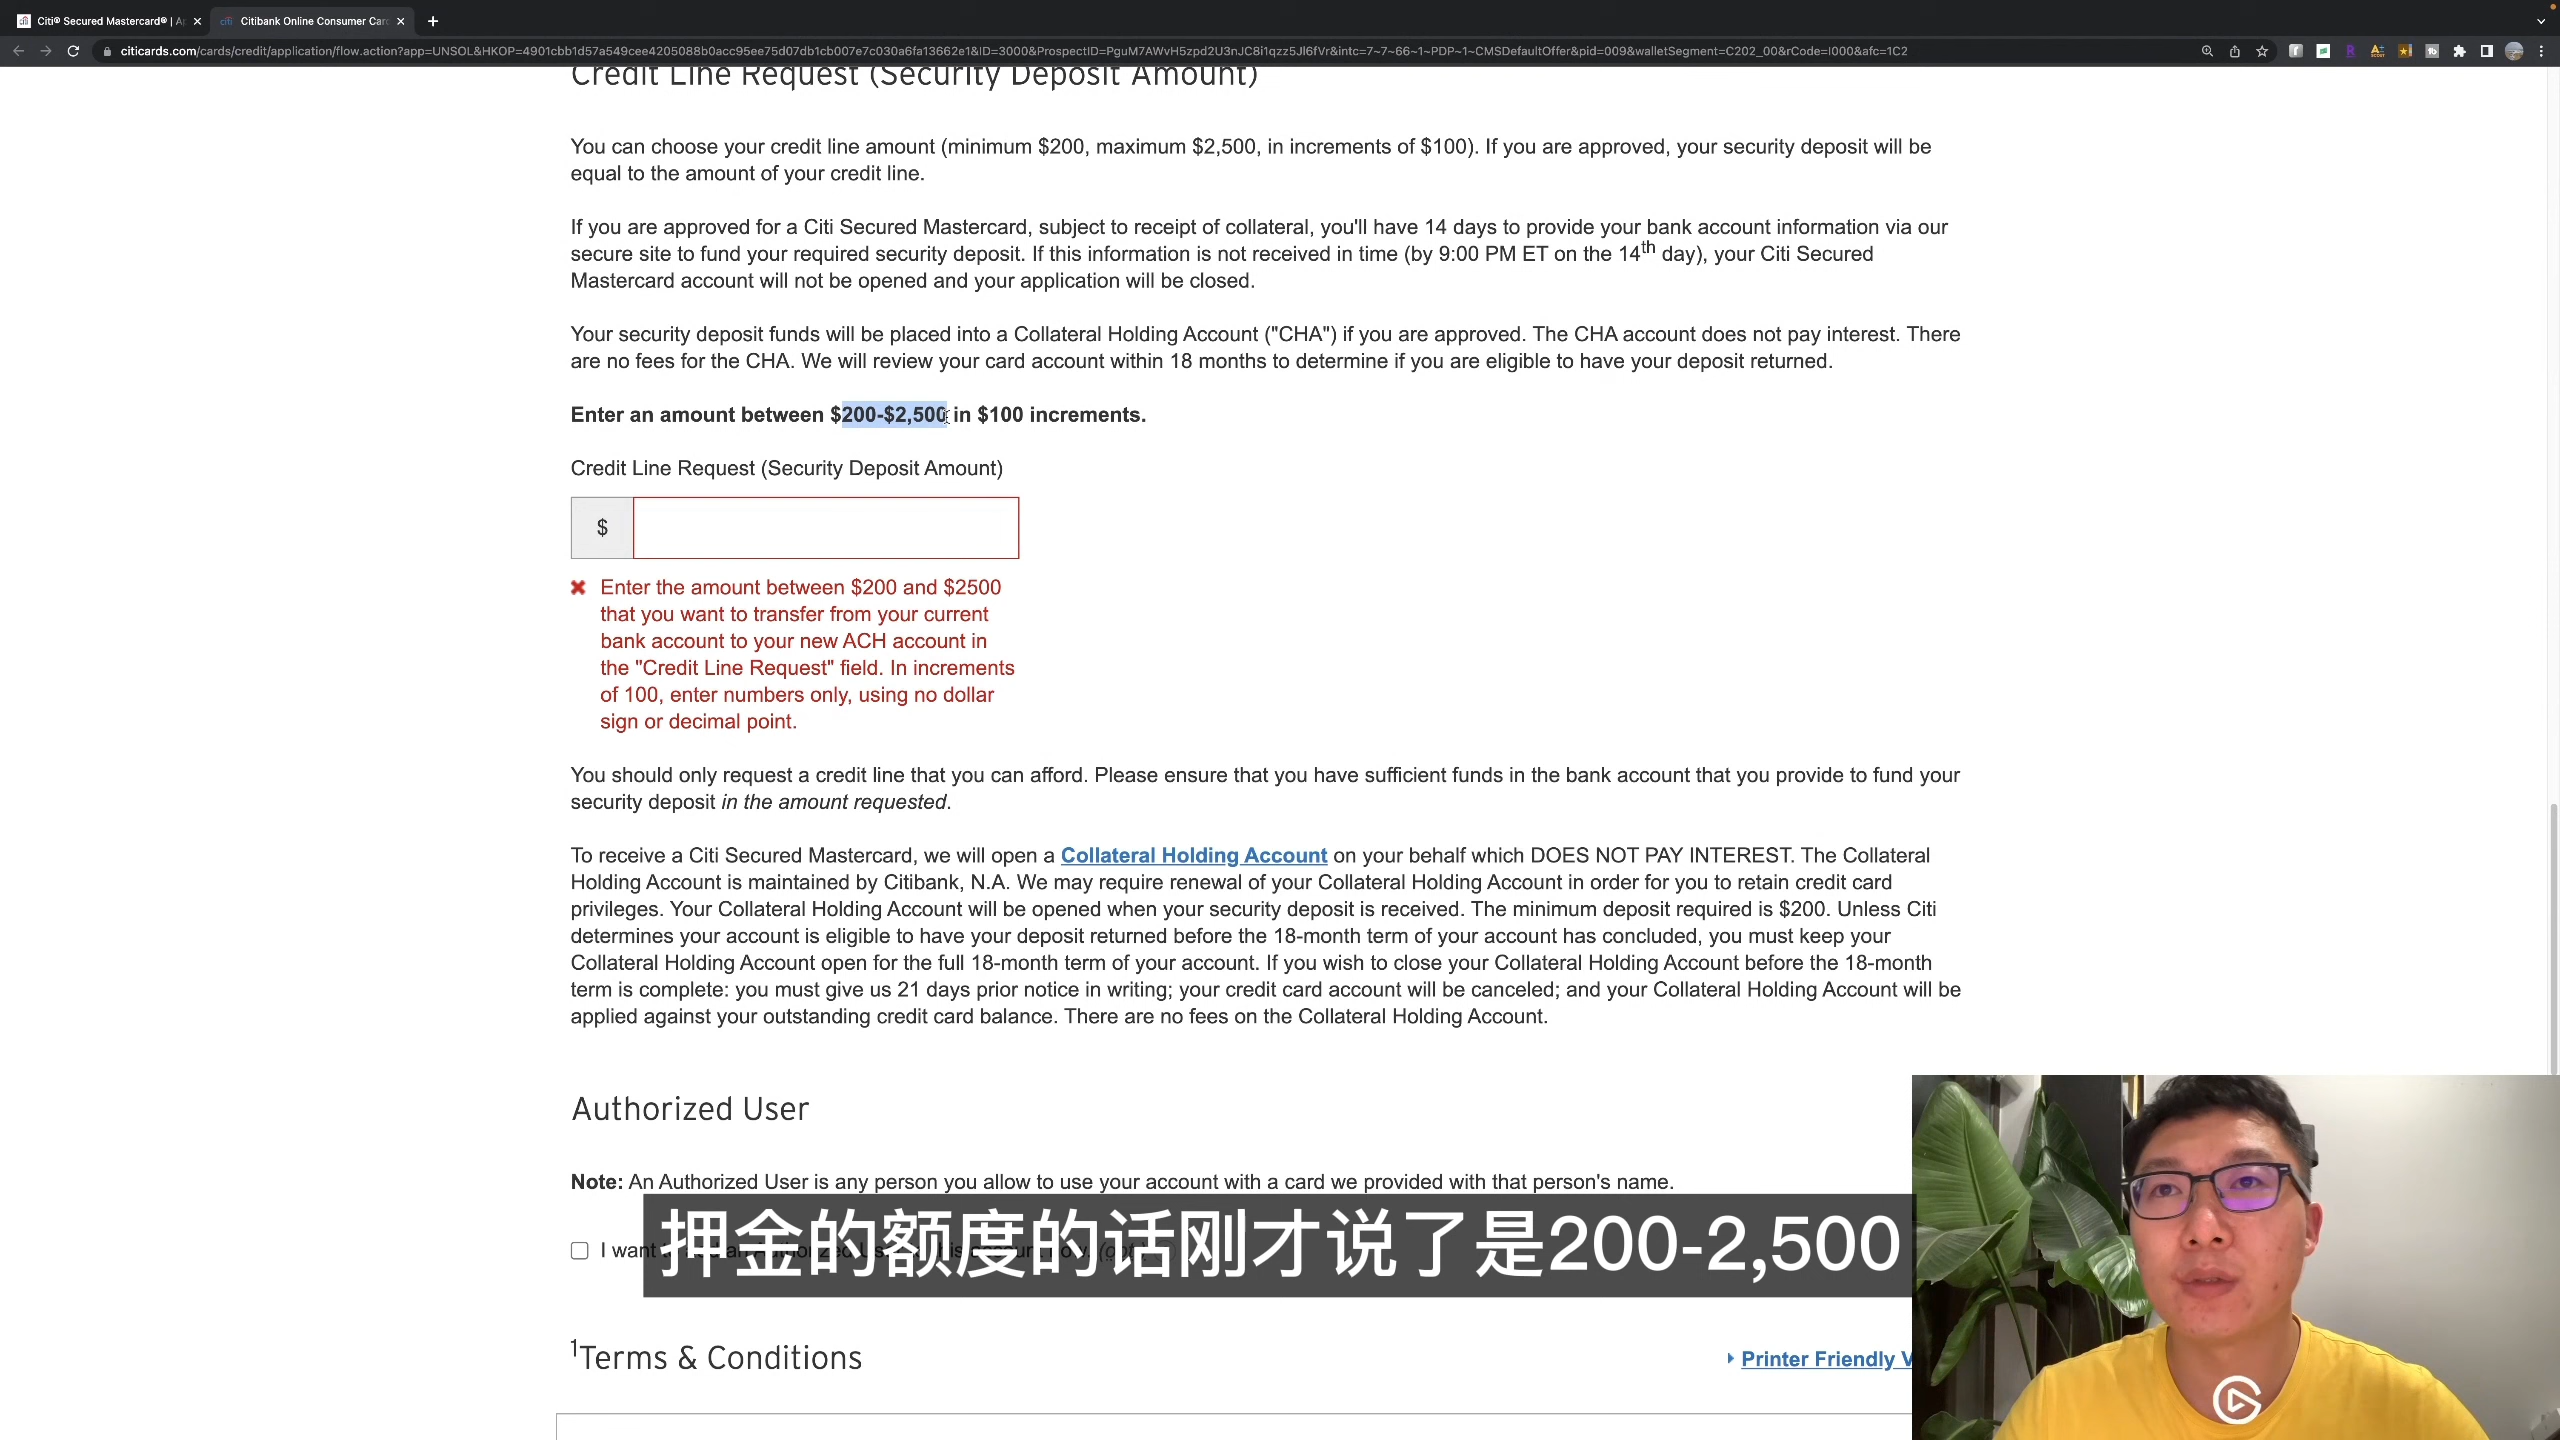 Citi® Secured Mastercard® | A
Citibank Online Consumer Car
citicards.com/cards/credit/application/flow.action?app=UNSOL&HKOP=4901cbb1d57a549cee4205088b0acc95ee75d07db1cb007e7c030a6fa13662e1&ID=3000&ProspectID=PguM7AWvH5zpd2U3nJC8i1qzz5Jl6fVr&intc=7~7~66~1~PDP~1~CMSDefaultOffer&pid=009&walletSegment=C202_00&rCode=I000&afc=1C2
Credit Line Request (Security Deposit Amount)
You can choose your credit line amount (minimum $200, maximum $2,500, in increments of $100). If you are approved, your security deposit will be
equal to the amount of your credit line.
If you are approved for a Citi Secured Mastercard, subject to receipt of collateral, you'll have 14 days to provide your bank account information via our
secure site to fund your required security deposit. If this information is not received in time (by 9:00 PM ET on the 14th day), your Citi Secured
Mastercard account will not be opened and your application will be closed.
Your security deposit funds will be placed into a Collateral Holding Account ("CHA") if you are approved. The CHA account does not pay interest. There
are no fees for the CHA. We will review your card account within 18 months to determine if you are eligible to have your deposit returned.
Enter an amount between $200-$2,500 in $100 increments.
Credit Line Request (Security Deposit Amount)
$
Enter the amount between $200 and $2500
that you want to transfer from your current
bank account to your new ACH account in
the "Credit Line Request" field. In increments
of 100, enter numbers only, using no dollar
sign or decimal point.
You should only request a credit line that you can afford. Please ensure that you have sufficient funds in the bank account that you provide to fund your
security deposit in the amount requested.
To receive a Citi Secured Mastercard, we will open a Collateral Holding Account on your behalf which DOES NOT PAY INTEREST. The Collateral
Holding Account is maintained by Citibank, N.A. We may require renewal of your Collateral Holding Account in order for you to retain credit card
privileges. Your Collateral Holding Account will be opened when your security deposit is received. The minimum deposit required is $200. Unless Citi
determines your account is eligible to have your deposit returned before the 18-month term of your account has concluded, you must keep your
Collateral Holding Account open for the full 18-month term of your account. If you wish to close your Collateral Holding Account before the 18-month
term is complete: you must give us 21 days prior notice in writing; your credit card account will be canceled; and your Collateral Holding Account will be
applied against your outstanding credit card balance. There are no fees on the Collateral Holding Account.
Authorized User
Note: An Authorized User is any person you allow to use your account with a card we provided with that person's name.
I want
押金的额度的话刚才说了是200-2,500
1Terms & Conditions
Printer Friendly V